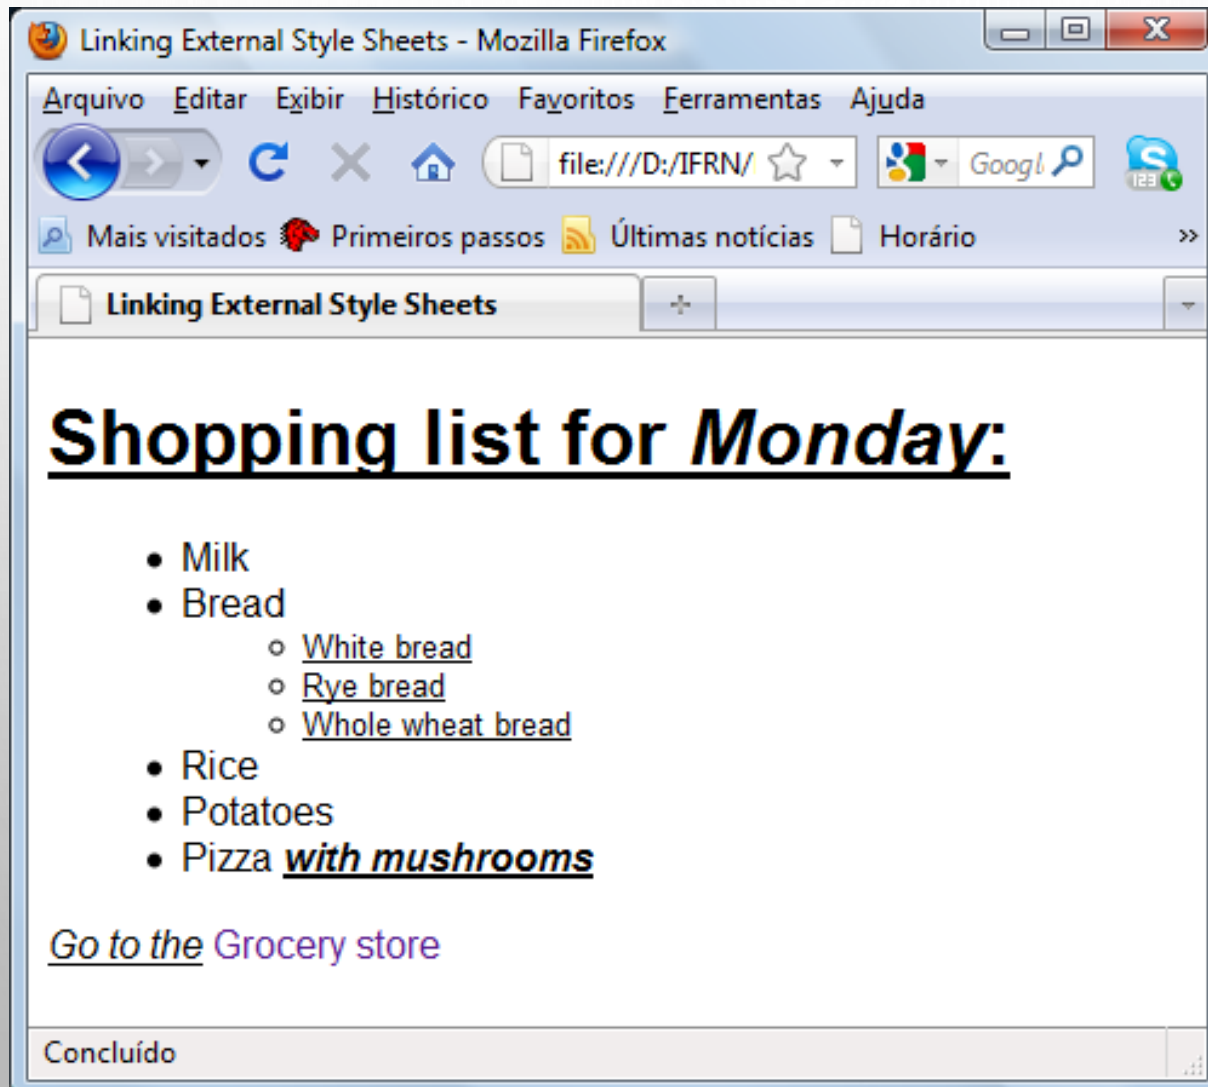 Linking External Style Sheets - Mozilla Firefox
Arquivo Editar Exibir Histórico Favoritos Ferramentas Ajuda
file:///D:/IFRN/ Googl
123
Mais visitados Primeiros passos Últimas notícias Horário »
Linking External Style Sheets
Shopping list for Monday:
• Milk
• Bread
○ White bread
○ Rye bread
○ Whole wheat bread
• Rice
• Potatoes
• Pizza with mushrooms
Go to the Grocery store
Concluído